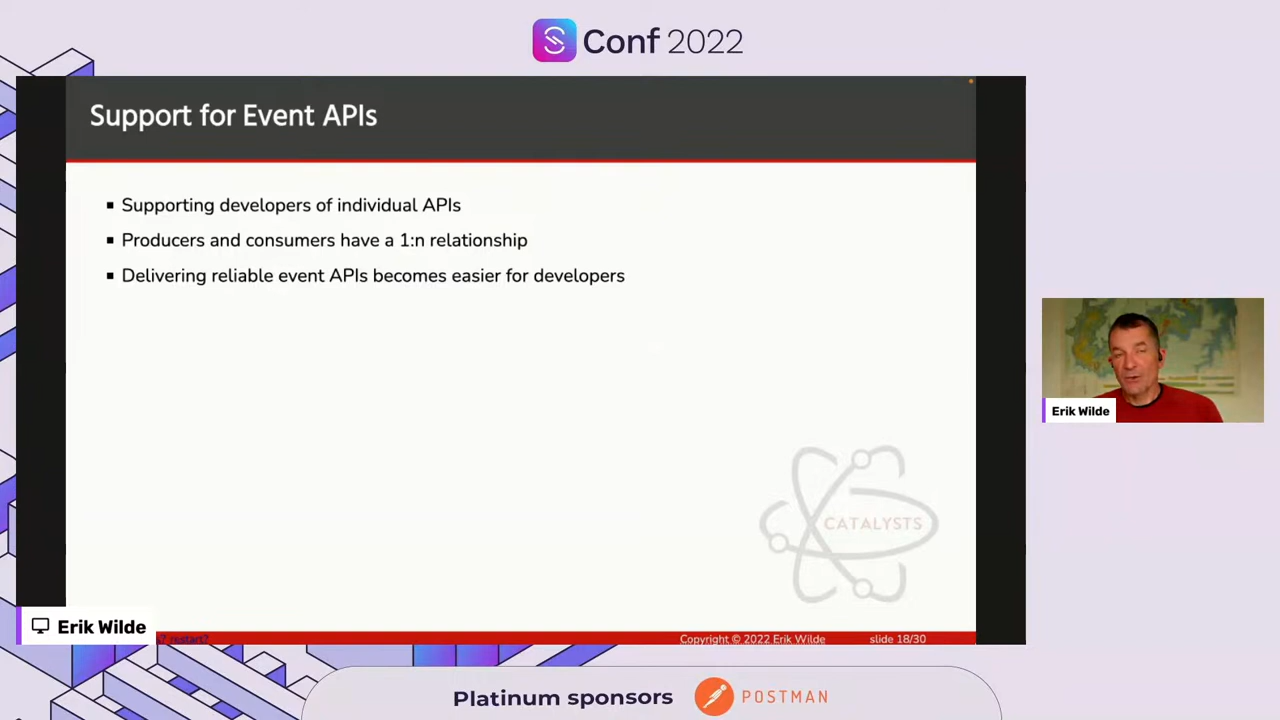 Conf 2022
Support for Event APIs
▪ Supporting developers of individual APIs
▪ Producers and consumers have a 1:n relationship
▪ Delivering reliable event APIs becomes easier for developers
Erik Wilde
CATALYSTS
Erik Wilde
restart?
Copyright © 2022 Erik Wilde
slide 18/30
Platinum sponsors
POSTMAN